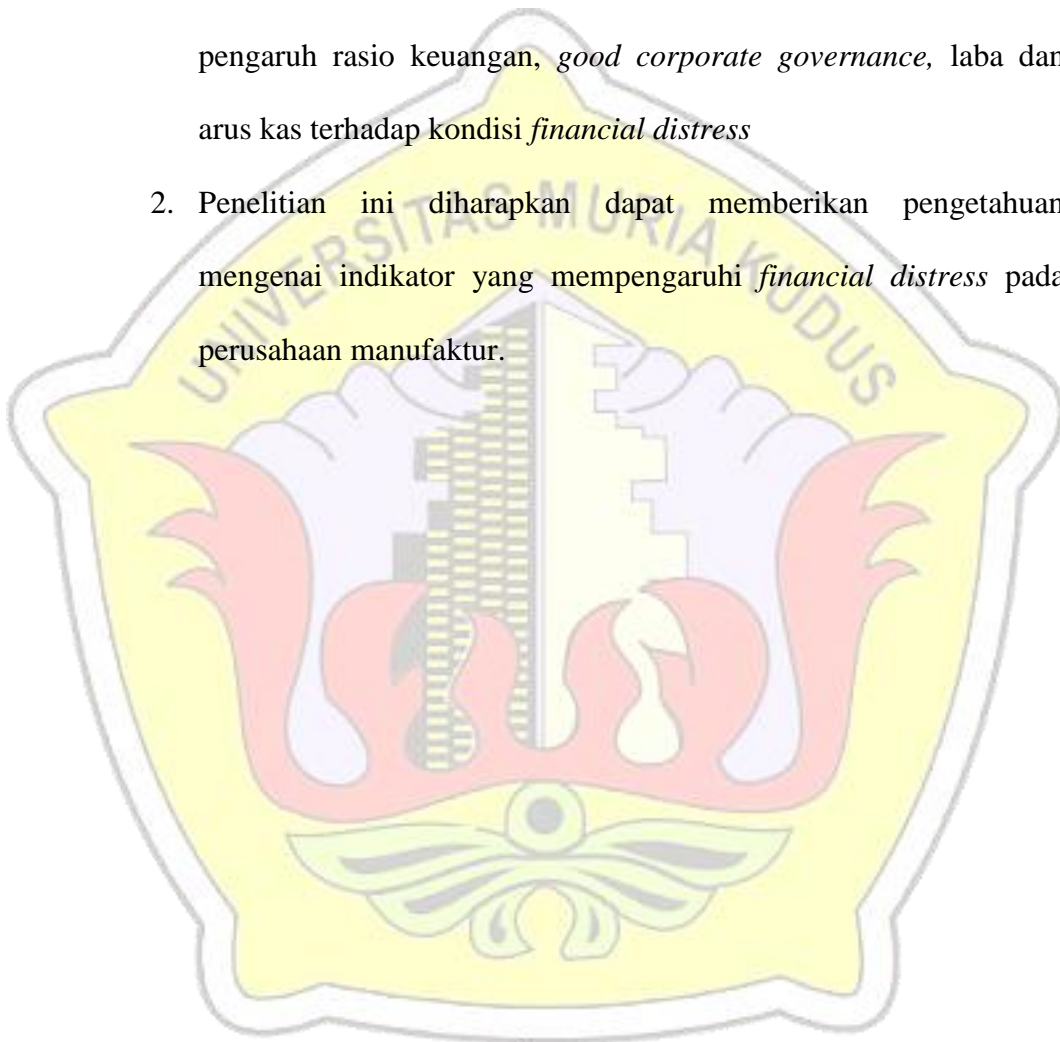 pengaruh rasio keuangan, good corporate governance, laba dan
arus kas terhadap kondisi financial distress
2. Penelitian ini diharapkan dapat memberikan pengetahuan
mengenai indikator yang mempengaruhi financial distress pada
perusahaan manufaktur.
UNIVERSITAS MURIA KUDUS